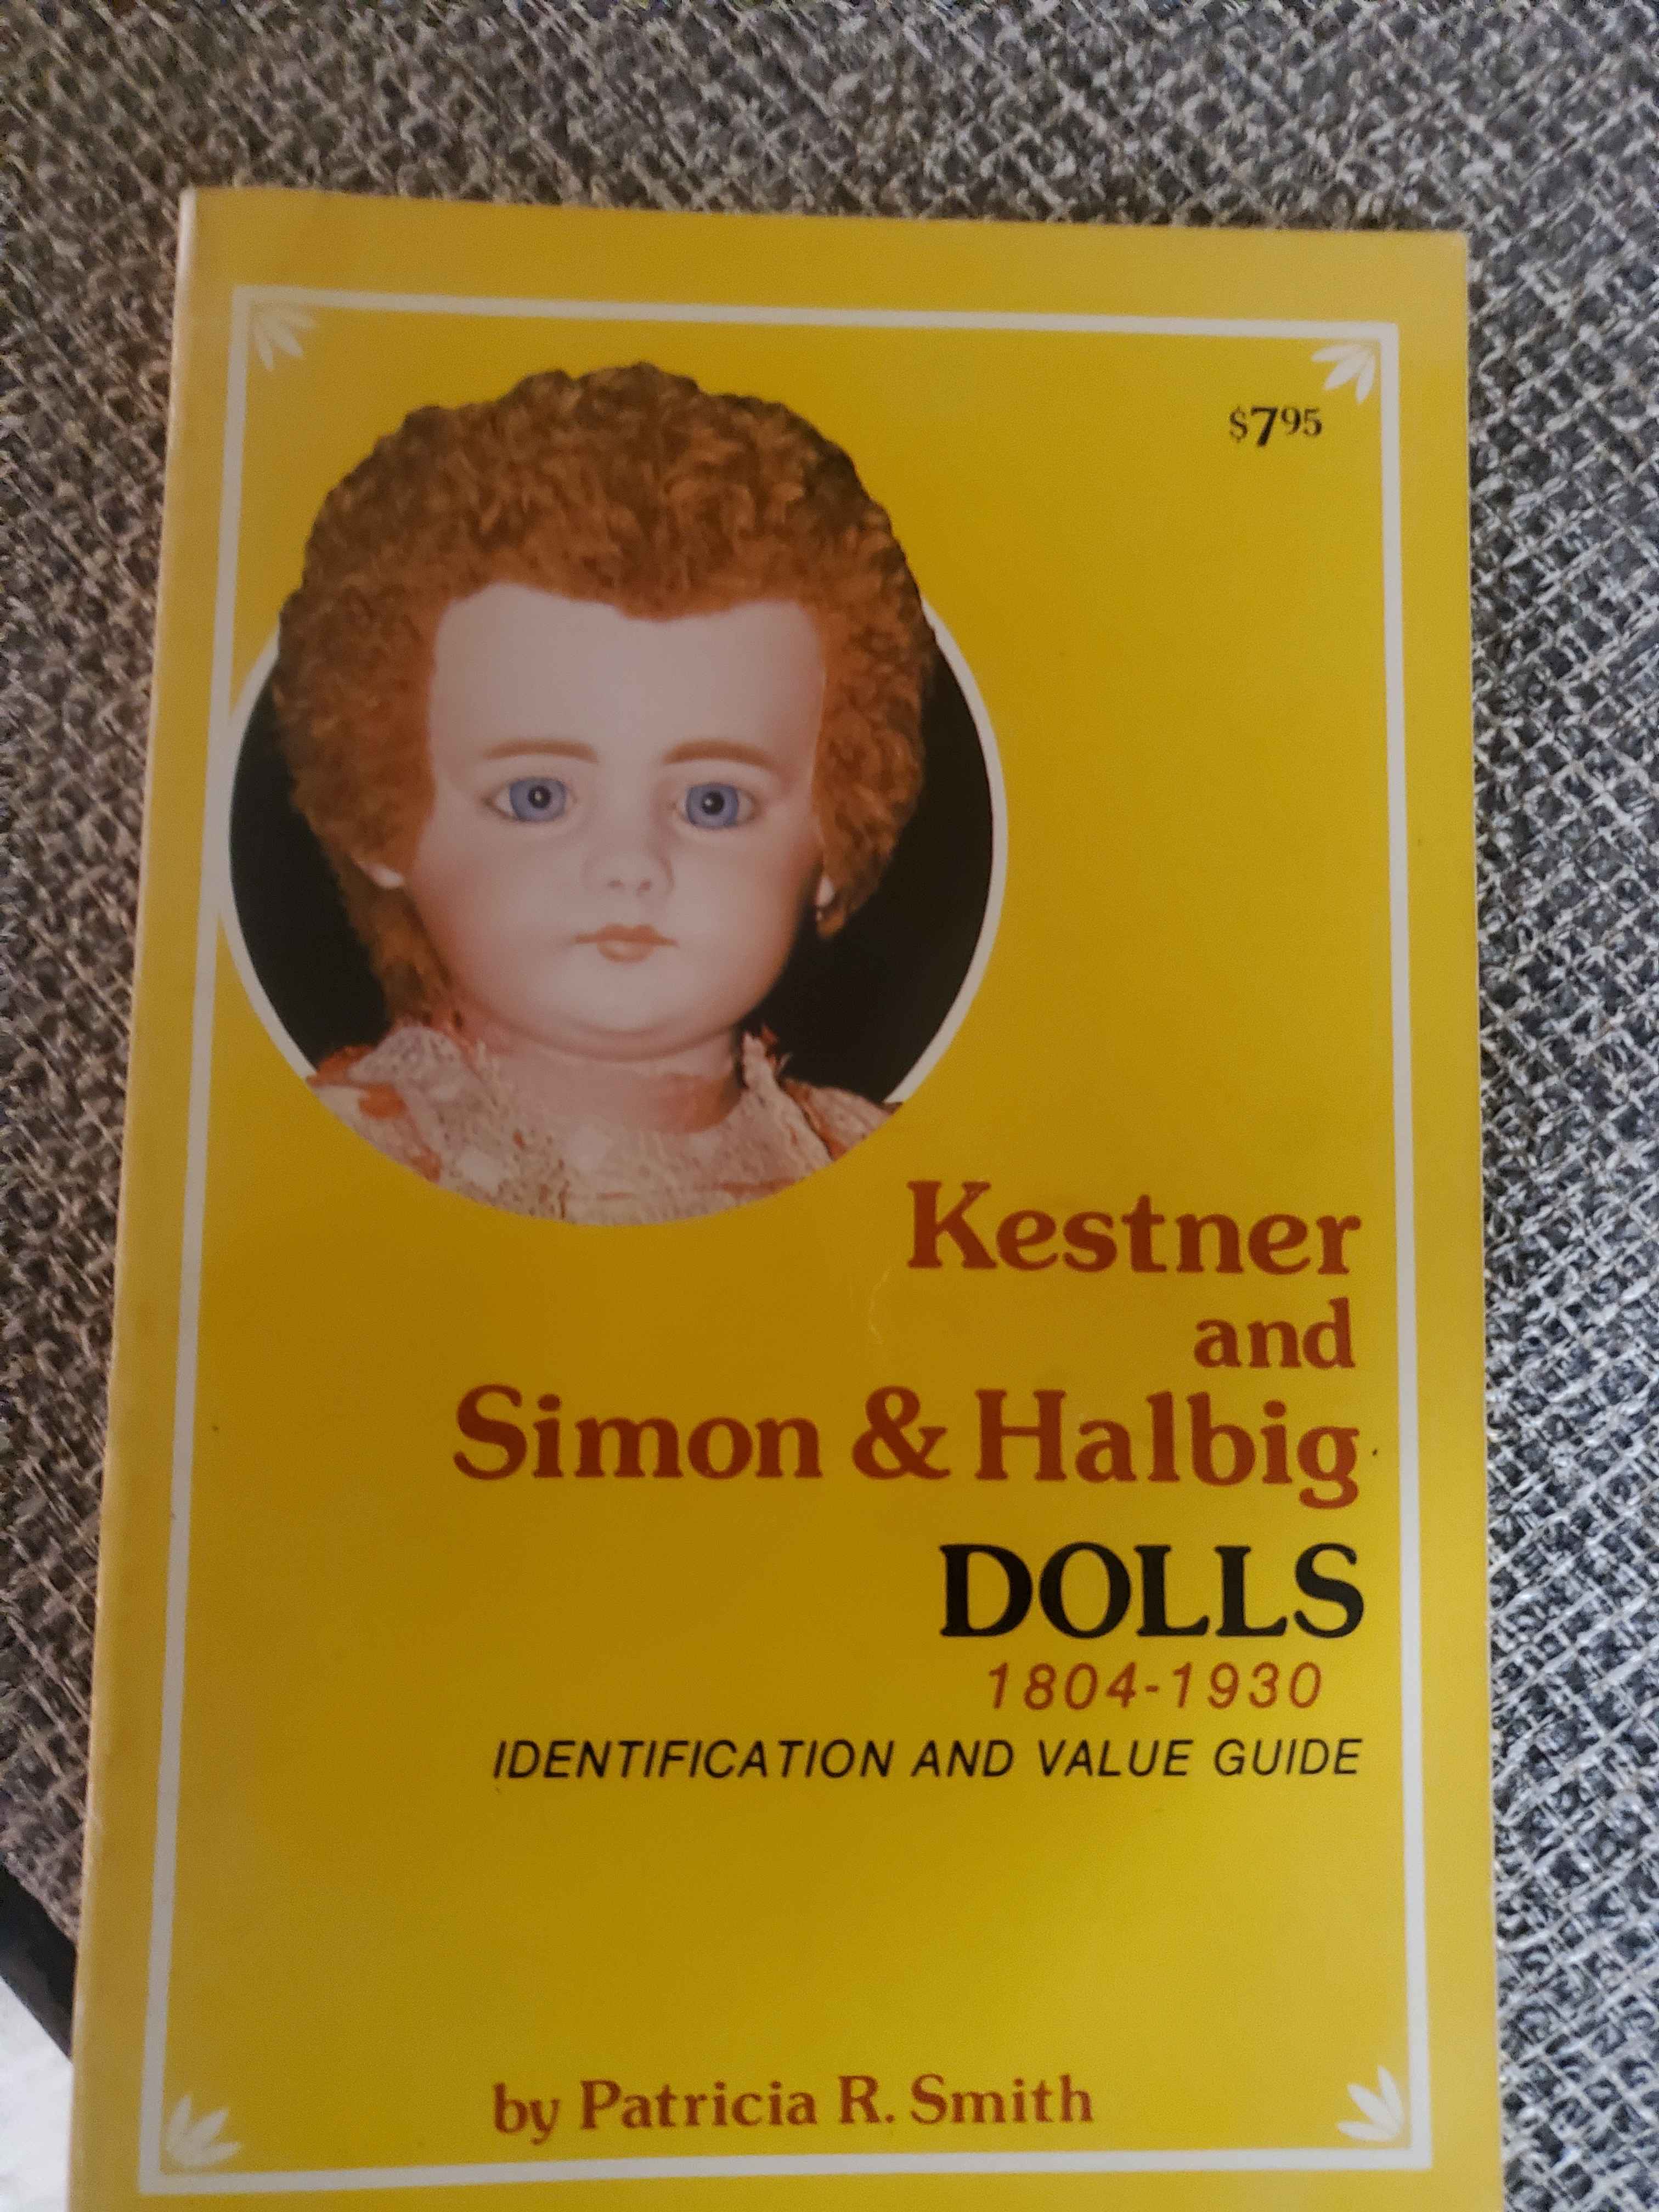 $7.95
Kestner
and
Simon & Halbig
DOLLS
1804-1930
IDENTIFICATION AND VALUE GUIDE
by Patricia R. Smith